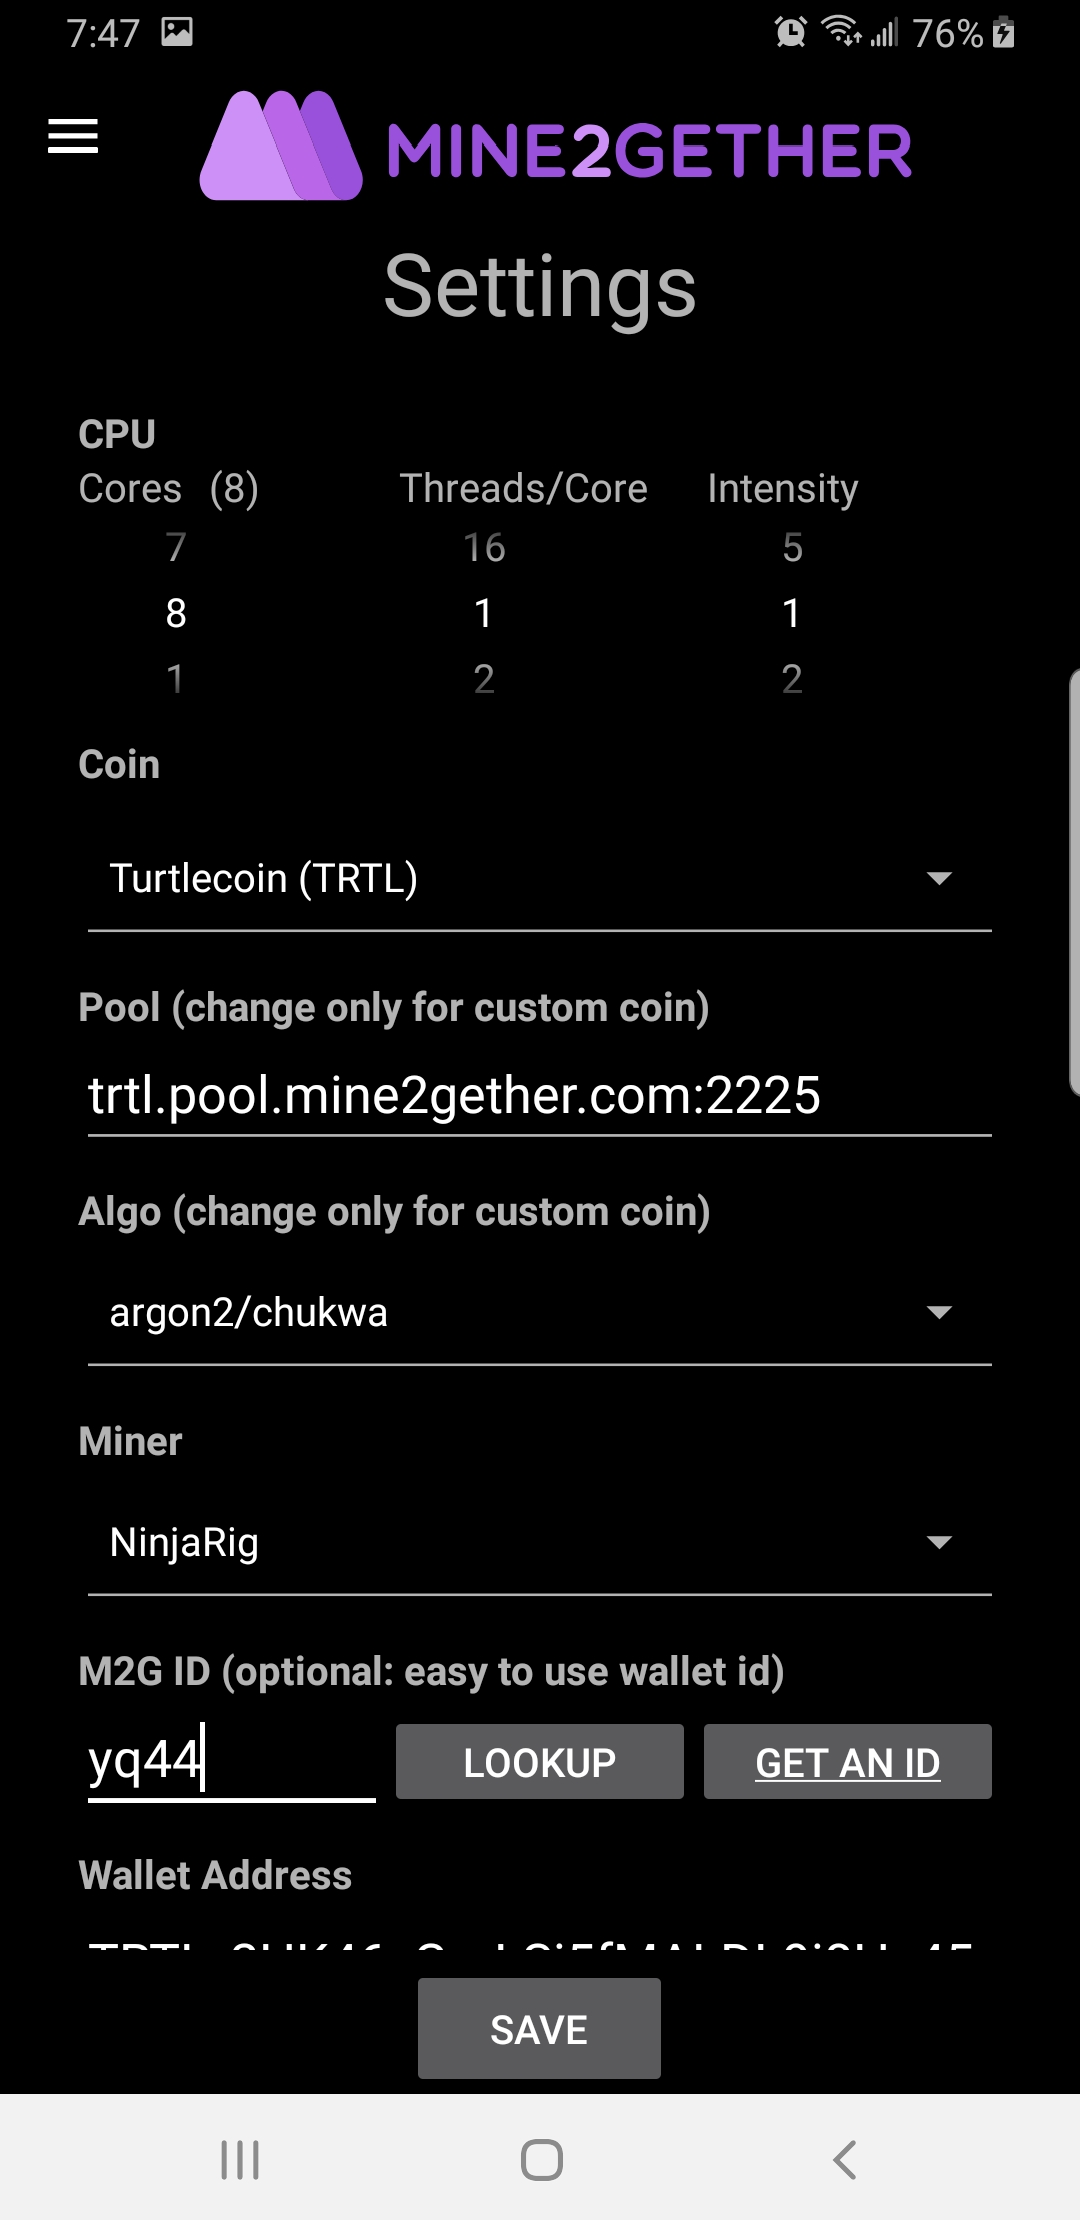 7:47 76%
MINE2GETHER
Settings
CPU
Cores (8) Threads/Core Intensity
7 16 5
8 1 1
1 2 2
Coin
Turtlecoin (TRTL)
Pool (change only for custom coin)
trtl.pool.mine2gether.com:2225
Algo (change only for custom coin)
argon2/chukwa
Miner
NinjaRig
M2G ID (optional: easy to use wallet id)
yq44 LOOKUP GET AN ID
Wallet Address
SAVE